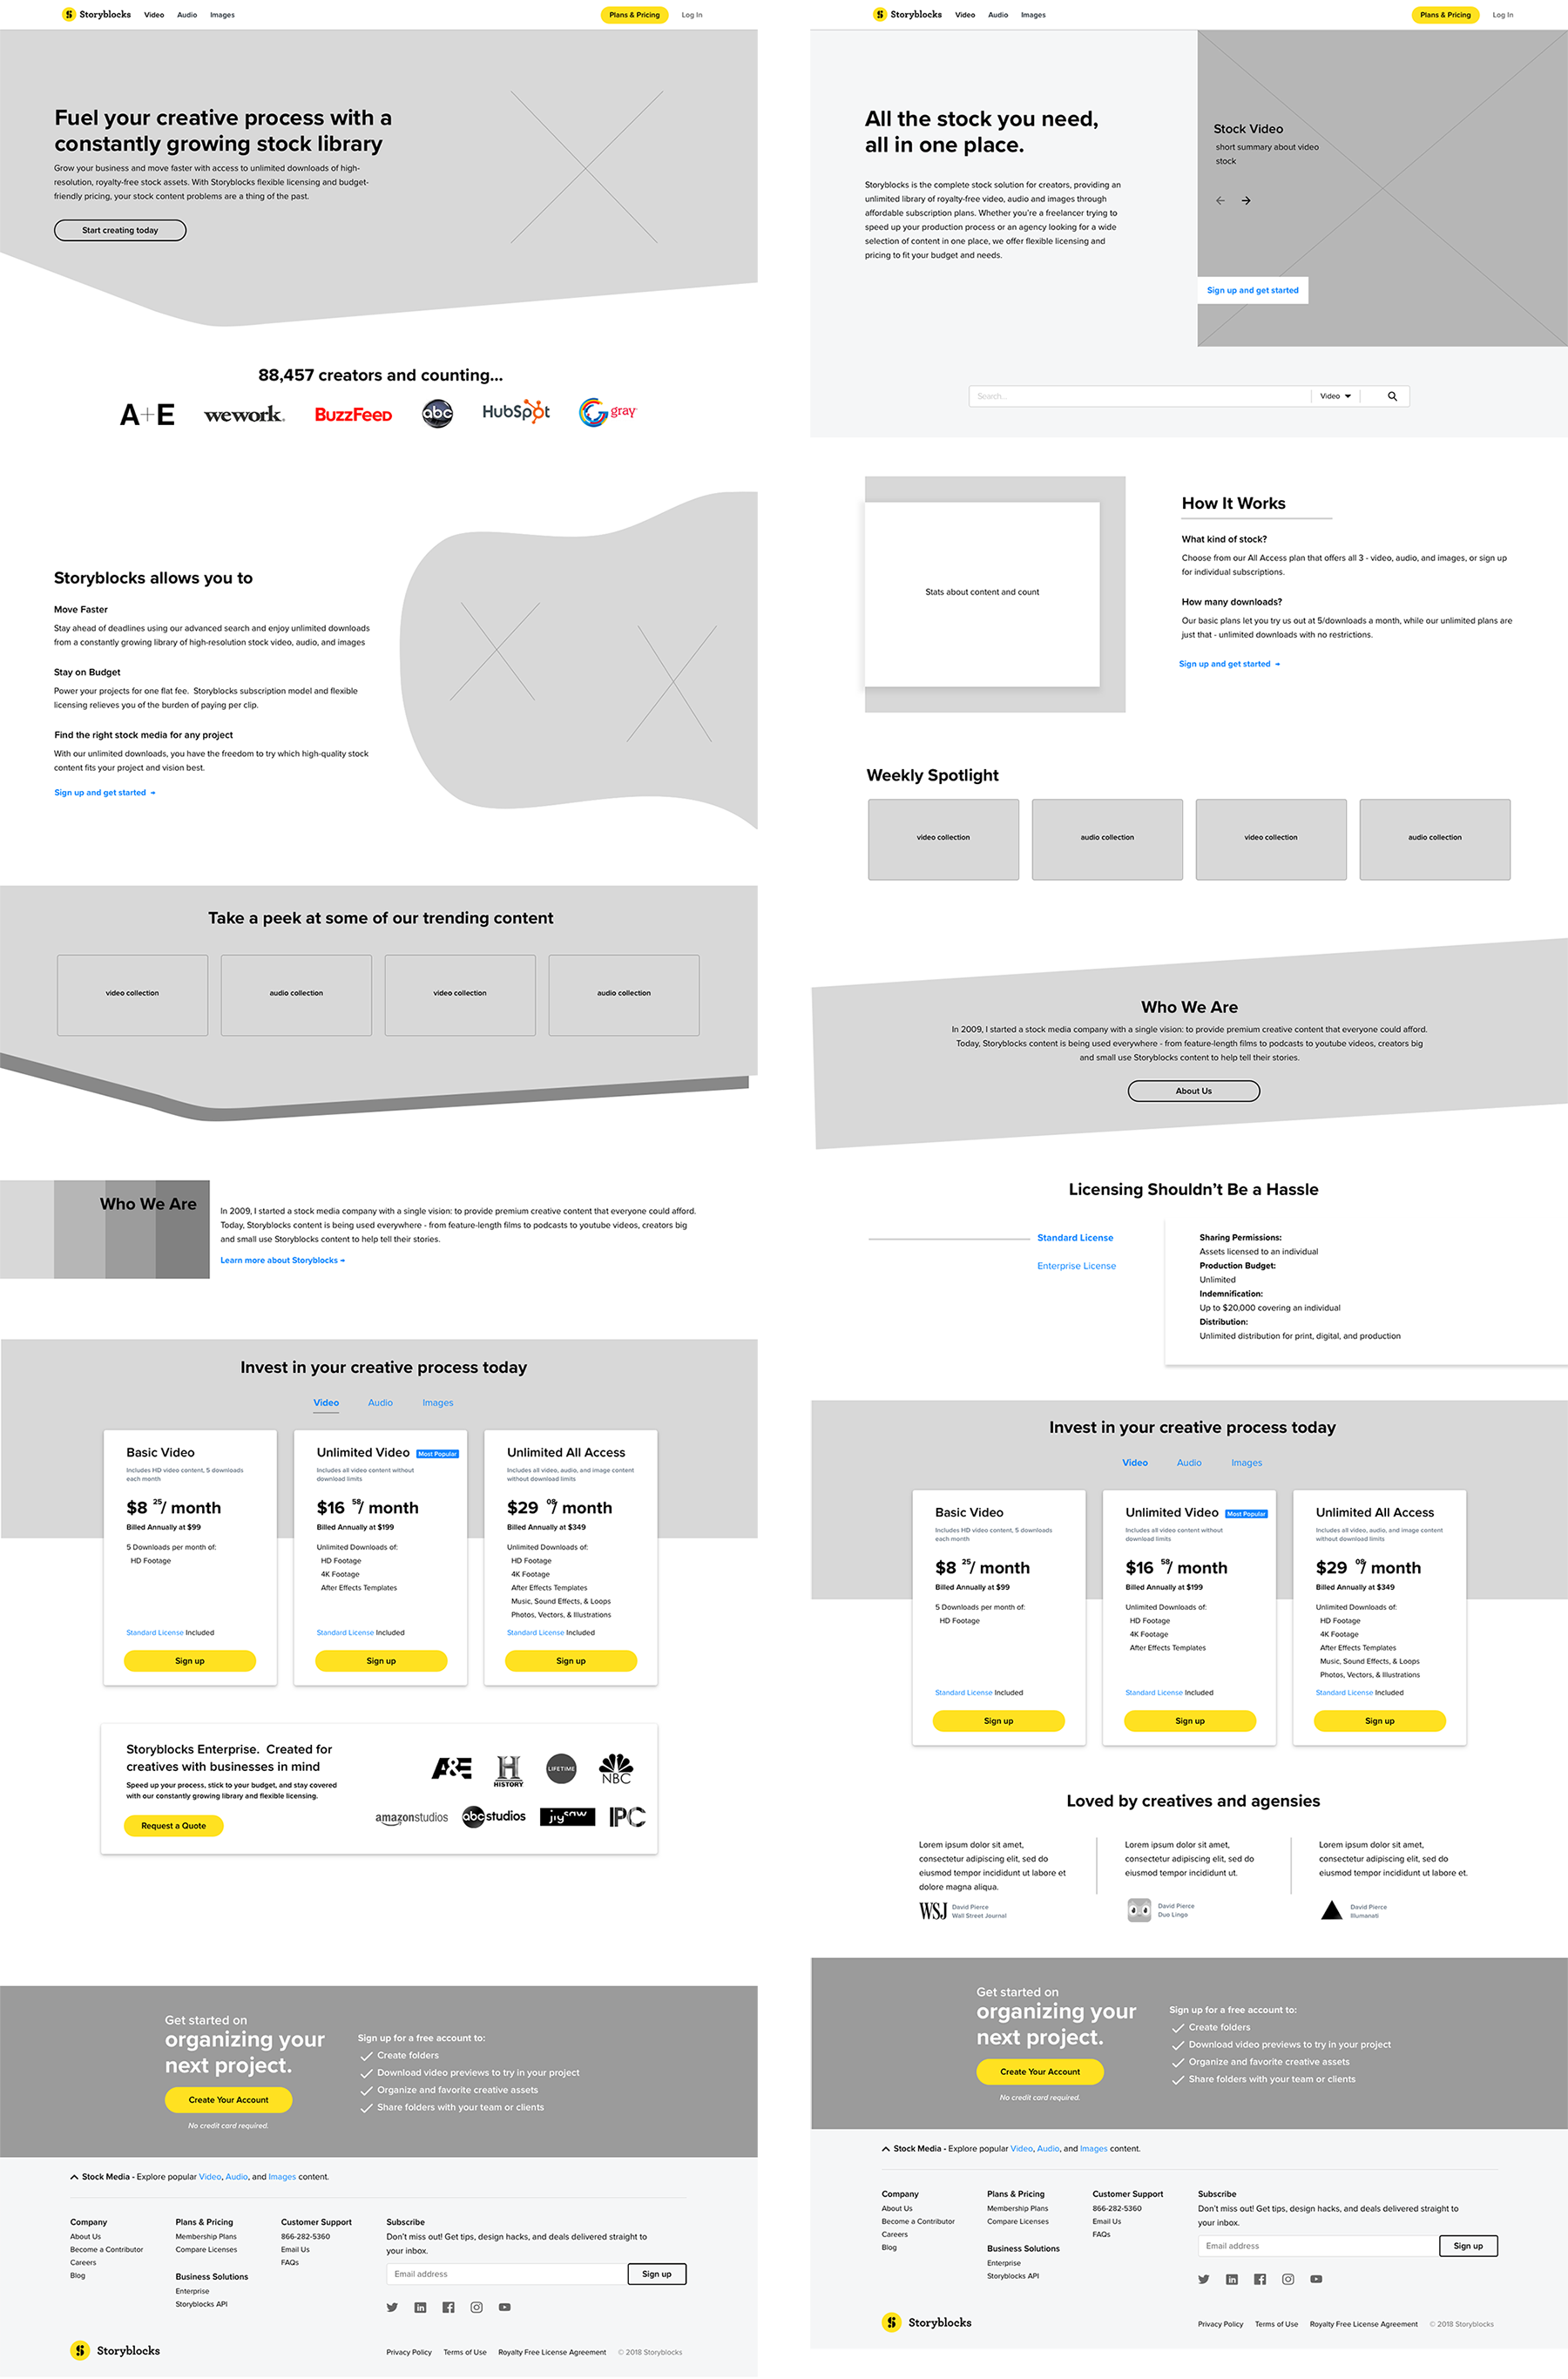 Storyblocks Video Audio Images Plans & Pricing Log In
Fuel your creative process with a
constantly growing stock library
Grow your business and move faster with access to unlimited downloads of high-
resolution, royalty-free stock assets. With Storyblocks flexible licensing and budget-
friendly pricing, your stock content problems are a thing of the past.
Start creating today
88,457 creators and counting...
A+E wework. BuzzFeed abc HubSpot gray
Storyblocks allows you to
Move Faster
Stay ahead of deadlines using our advanced search and enjoy unlimited downloads
from a constantly growing library of high-resolution stock video, audio, and images
Stay on Budget
Power your projects for one flat fee. Storyblocks subscription model and flexible
licensing relieves you of the burden of paying per clip.
Find the right stock media for any project
With our unlimited downloads, you have the freedom to try which high-quality stock
content fits your project and vision best.
Sign up and get started →
Take a peek at some of our trending content
video collection audio collection video collection audio collection
Who We Are
In 2009, I started a stock media company with a single vision: to provide premium creative content that everyone could afford.
Today, Storyblocks content is being used everywhere - from feature-length films to podcasts to youtube videos, creators big
and small use Storyblocks content to help tell their stories.
Learn more about Storyblocks →
Invest in your creative process today
Video Audio Images
Basic Video
Includes HD video content, 5 downloads
each month
$8 25/ month
Billed Annually at $99
5 Downloads per month of:
HD Footage
Standard License Included
Sign up
Unlimited Video Most Popular
Includes all video content without
download limits
$16 58/ month
Billed Annually at $199
Unlimited Downloads of:
HD Footage
4K Footage
After Effects Templates
Standard License Included
Sign up
Unlimited All Access
Includes all video, audio, and image content
without download limits
$29 08/ month
Billed Annually at $349
Unlimited Downloads of:
HD Footage
4K Footage
After Effects Templates
Music, Sound Effects, & Loops
Photos, Vectors, & Illustrations
Standard License Included
Sign up
Storyblocks Enterprise. Created for
creatives with businesses in mind
Speed up your process, stick to your budget, and stay covered
with our constantly growing library and flexible licensing.
Request a Quote
A&E H HISTORY LIFETIME NBC
amazonstudios abc studios jigsaw IPC
Get started on
organizing your
next project.
Create Your Account
No credit card required.
Sign up for a free account to:
Create folders
Download video previews to try in your project
Organize and favorite creative assets
Share folders with your team or clients
Stock Media - Explore popular Video, Audio, and Images content.
Company
About Us
Become a Contributor
Careers
Blog
Plans & Pricing
Membership Plans
Compare Licenses
Business Solutions
Enterprise
Storyblocks API
Customer Support
866-282-5360
Email Us
FAQs
Subscribe
Don't miss out! Get tips, design hacks, and deals delivered straight to
your inbox.
Email address Sign up
Storyblocks
Privacy Policy Terms of Use Royalty Free License Agreement © 2018 Storyblocks
Storyblocks Video Audio Images Plans & Pricing Log In
All the stock you need,
all in one place.
Storyblocks is the complete stock solution for creators, providing an
unlimited library of royalty-free video, audio and images through
affordable subscription plans. Whether you're a freelancer trying to
speed up your production process or an agency looking for a wide
selection of content in one place, we offer flexible licensing and
pricing to fit your budget and needs.
Stock Video
short summary about video
stock
Sign up and get started
Search... Video
Stats about content and count
How It Works
What kind of stock?
Choose from our All Access plan that offers all 3 - video, audio, and images, or sign up
for individual subscriptions.
How many downloads?
Our basic plans let you try us out at 5/downloads a month, while our unlimited plans are
just that - unlimited downloads with no restrictions.
Sign up and get started →
Weekly Spotlight
video collection audio collection video collection audio collection
Who We Are
In 2009, I started a stock media company with a single vision: to provide premium creative content that everyone could afford.
Today, Storyblocks content is being used everywhere - from feature-length films to podcasts to youtube videos, creators big
and small use Storyblocks content to help tell their stories.
About Us
Licensing Shouldn't Be a Hassle
Standard License
Enterprise License
Sharing Permissions:
Assets licensed to an individual
Production Budget:
Unlimited
Indemnification:
Up to $20,000 covering an individual
Distribution:
Unlimited distribution for print, digital, and production
Invest in your creative process today
Video Audio Images
Basic Video
Includes HD video content, 5 downloads
each month
$8 25/ month
Billed Annually at $99
5 Downloads per month of:
HD Footage
Standard License Included
Sign up
Unlimited Video Most Popular
Includes all video content without
download limits
$16 58/ month
Billed Annually at $199
Unlimited Downloads of:
HD Footage
4K Footage
After Effects Templates
Standard License Included
Sign up
Unlimited All Access
Includes all video, audio, and image content
without download limits
$29 08/ month
Billed Annually at $349
Unlimited Downloads of:
HD Footage
4K Footage
After Effects Templates
Music, Sound Effects, & Loops
Photos, Vectors, & Illustrations
Standard License Included
Sign up
Loved by creatives and agensies
Lorem ipsum dolor sit amet,
consectetur adipiscing elit, sed do
eiusmod tempor incididunt ut labore et
dolore magna aliqua.
WSJ David Pierce
Wall Street Journal
Lorem ipsum dolor sit amet,
consectetur adipiscing elit, sed do
eiusmod tempor incididunt ut.
David Pierce
Duo Lingo
Lorem ipsum dolor sit amet,
consectetur adipiscing elit, sed do
eiusmod tempor incididunt ut labore et.
David Pierce
Illumanati
Get started on
organizing your
next project.
Create Your Account
No credit card required.
Sign up for a free account to:
Create folders
Download video previews to try in your project
Organize and favorite creative assets
Share folders with your team or clients
Stock Media - Explore popular Video, Audio, and Images content.
Company
About Us
Become a Contributor
Careers
Blog
Plans & Pricing
Membership Plans
Compare Licenses
Business Solutions
Enterprise
Storyblocks API
Customer Support
866-282-5360
Email Us
FAQs
Subscribe
Don't miss out! Get tips, design hacks, and deals delivered straight to
your inbox.
Email address Sign up
Storyblocks
Privacy Policy Terms of Use Royalty Free License Agreement © 2018 Storyblocks